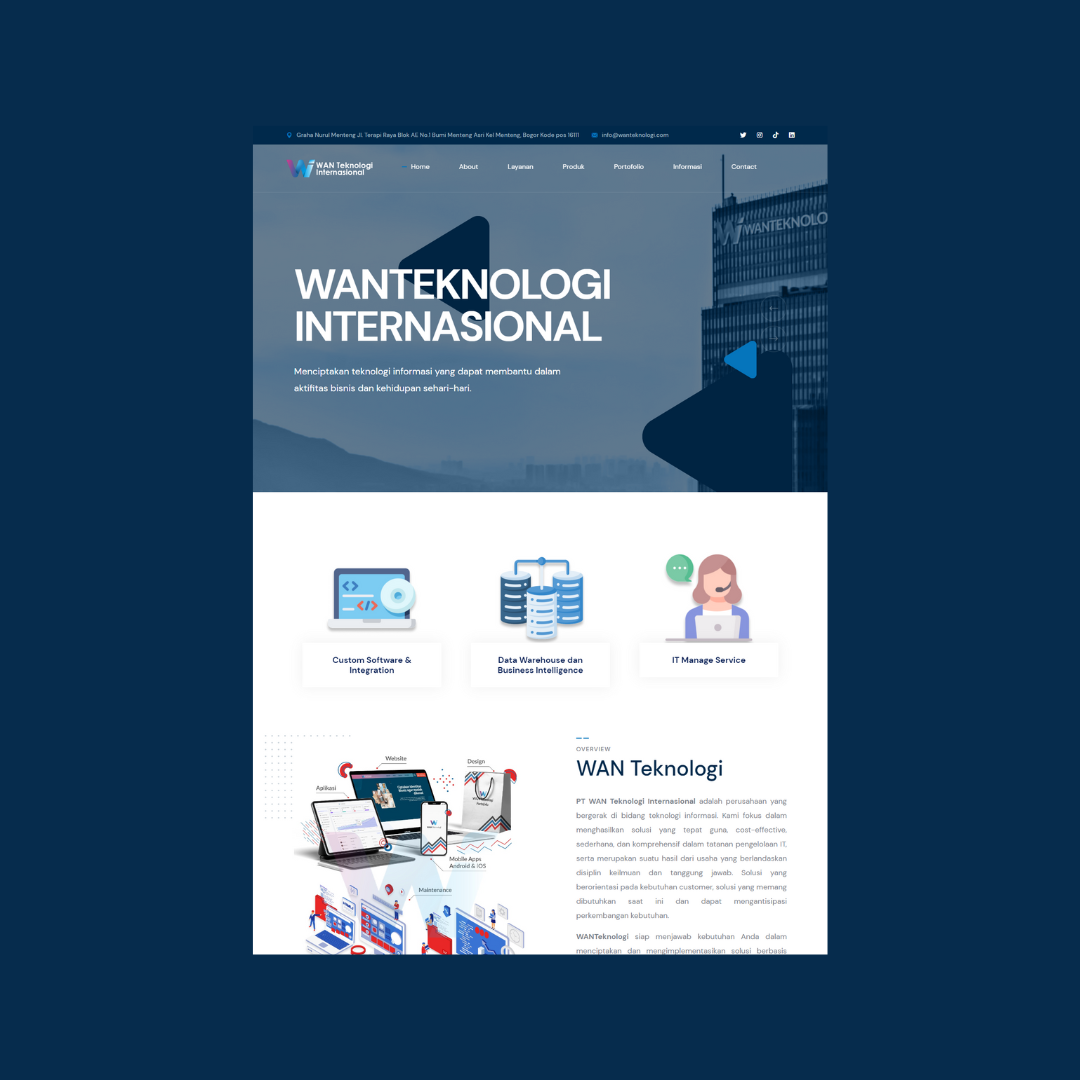 Graha Nurul Menteng Jl. Terapi Raya Blok AE No.1 Bumi Menteng Asri Kel Menteng, Bogor Kode pos 16111
info@wanteknologi.com
WAN Teknologi
Internasional
Home About Layanan Produk Portofolio Informasi Contact
WANTEKNOLO
WANTEKNOLOGI
INTERNASIONAL
Menciptakan teknologi informasi yang dapat membantu dalam
aktifitas bisnis dan kehidupan sehari-hari.
Custom Software &
Integration
Data Warehouse dan
Business Intelligence
IT Manage Service
Website
Design
Aplikasi
Mobile Apps
Android & IOS
Maintenance
OVERVIEW
WAN Teknologi
PT WAN Teknologi Internasional adalah perusahaan yang
bergerak di bidang teknologi informasi. Kami fokus dalam
menghasilkan solusi yang tepat guna, cost-effective,
sederhana, dan komprehensif dalam tatanan pengelolaan IT,
serta merupakan suatu hasil dari usaha yang berlandaskan
disiplin keilmuan dan tanggung jawab. Solusi yang
berorientasi pada kebutuhan customer, solusi yang memang
dibutuhkan saat ini dan dapat mengantisipasi
perkembangan kebutuhan.
WANTeknologi siap menjawab kebutuhan Anda dalam
menciptakan dan mengimplementasikan solusi berbasis